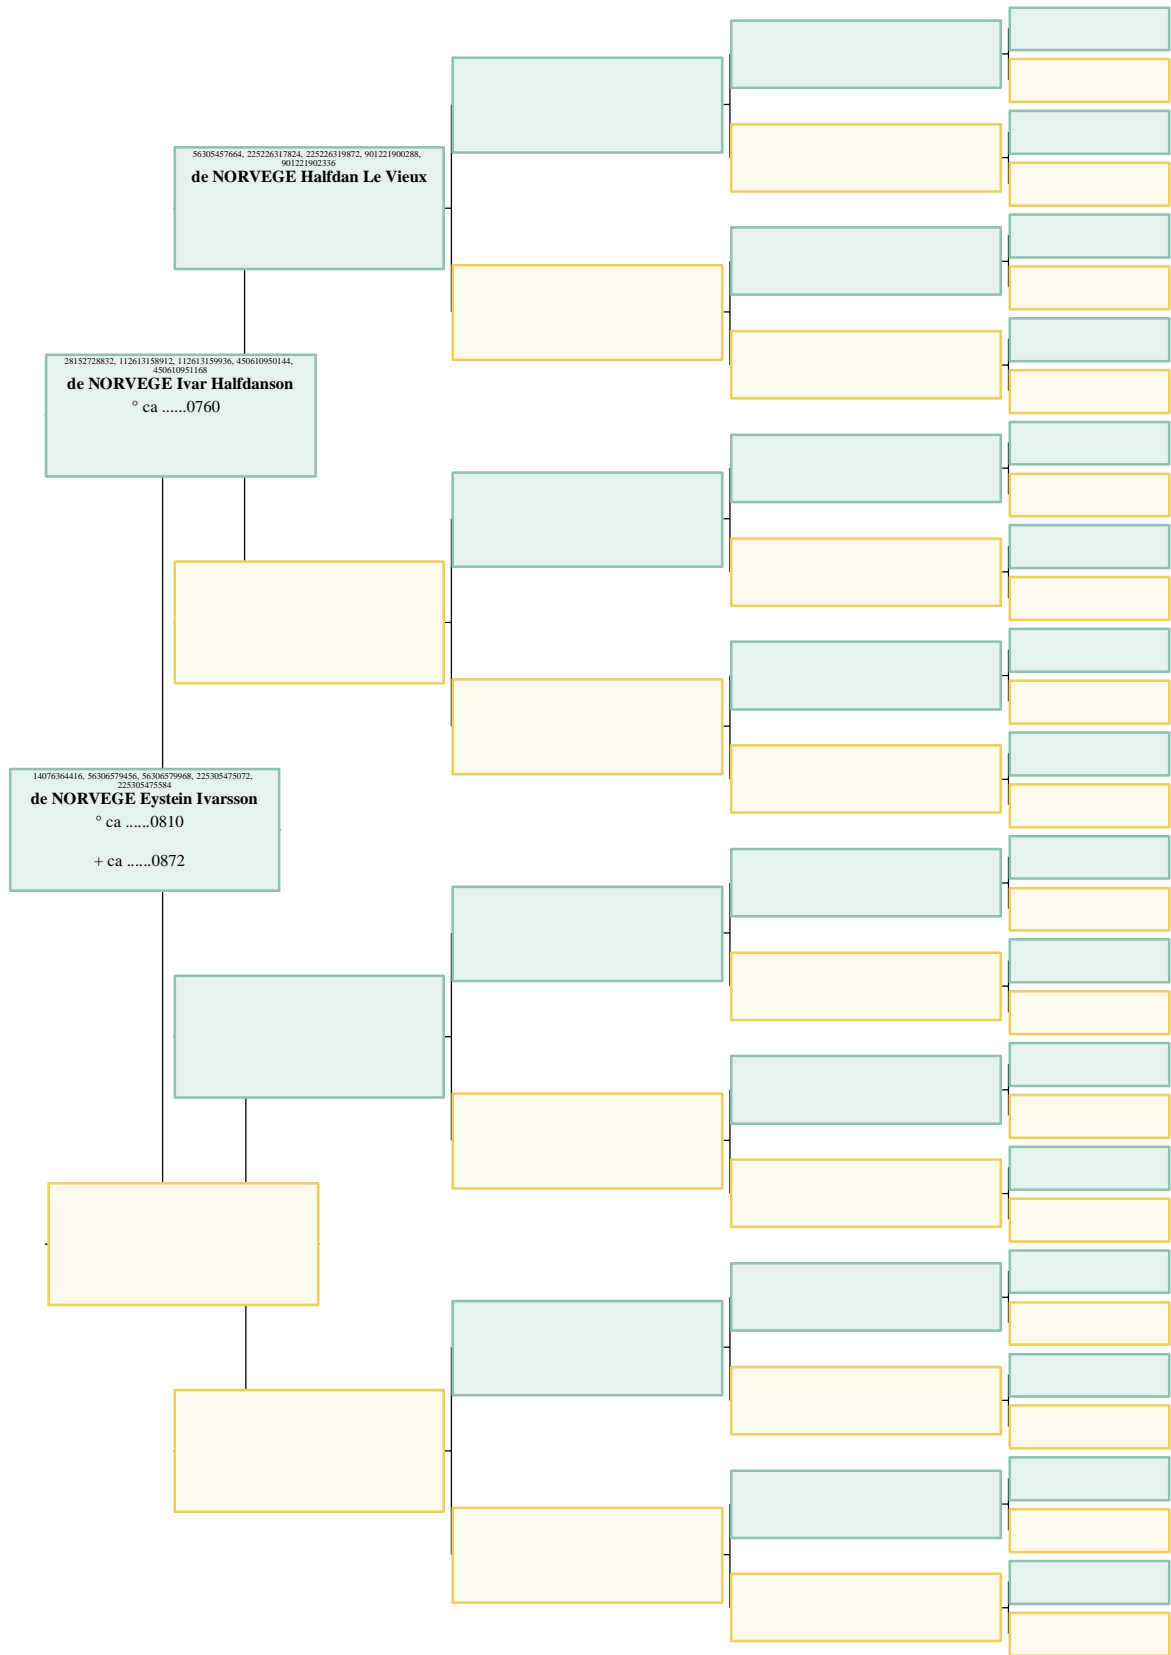 56305457664, 225226317824, 225226319872, 901221900288,
901221902336
de NORVEGE Halfdan Le Vieux
28152728832, 112613158912, 112613159936, 450610950144,
450610951168
de NORVEGE Ivar Halfdanson
° ca ......0760
14076364416, 56306579456, 56306579968, 225305475072,
225305475584
de NORVEGE Eystein Ivarsson
° ca ......0810
+ ca ......0872